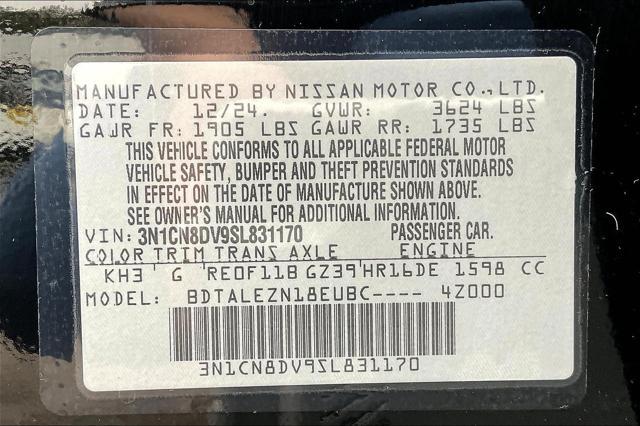 MANUFACTURED BY NISSAN MOTOR CO., LTD.
DATE: 12/24. GVWR: 3624 LBS
GAWR FR: 1905 LBS GAWR RR: 1735 LBS
THIS VEHICLE CONFORMS TO ALL APPLICABLE FEDERAL MOTOR
VEHICLE SAFETY, BUMPER AND THEFT PREVENTION STANDARDS
IN EFFECT ON THE DATE OF MANUFACTURE SHOWN ABOVE.
SEE OWNER'S MANUAL FOR ADDITIONAL INFORMATION.
VIN: 3N1CN8DV9SL831170 PASSENGER CAR.
COLOR TRIM TRANS AXLE ENGINE
KH3 G RE0F11B GZ39 HR16DE 1598 CC
MODEL: BDTALEZN18EUBC---- 4Z000
3N1CN8DV9SL831170